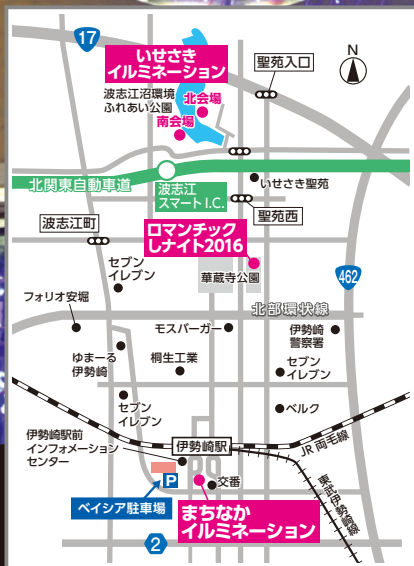 17
いせさき
イルミネーション
聖苑入口
N
波志江沼環境
ふれあい公園
北会場
南会場
北関東自動車道
波志江
スマートI.C.
いせさき聖苑
波志江町
聖苑西
ロマンチック
しナイト2016
セブン
イレブン
華蔵寺公園
462
フォリオ安堀
北部環状線
モスバーガー
伊勢崎
警察署
ゆまーる
伊勢崎
桐生工業
セブン
イレブン
セブン
イレブン
ベルク
伊勢崎駅前
インフォメーション
センター
伊勢崎駅
JR両毛線
P
交番
東武伊勢崎線
ベイシア駐車場
まちなか
イルミネーション
2